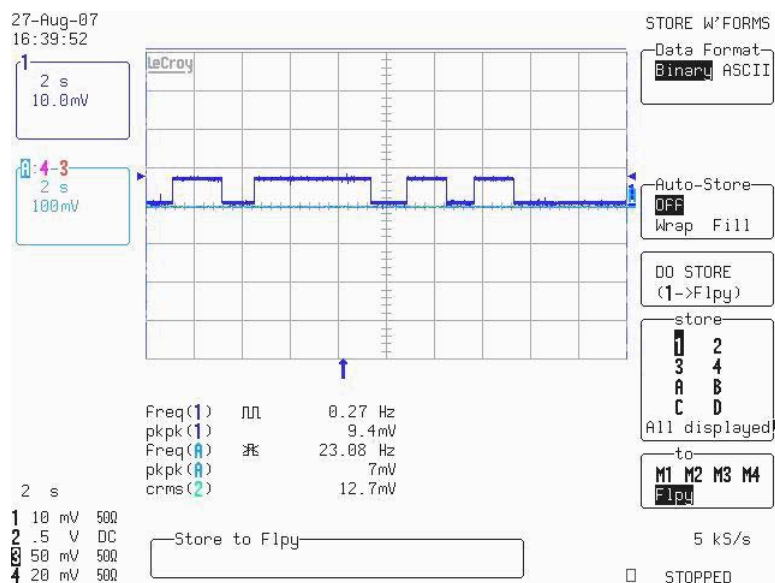 27-Aug-07
16:39:52
1
2 s
10.0mV
A:4-3
2 s
100mV
LeCroy
A
Freq(1) 0.27 Hz
pkpk(1) 9.4mV
Freq(A) 23.08 Hz
pkpk(A) 7mV
crms(2) 12.7mV
2 s
1 10 mV 50Ω
2 .5 V DC
3 50 mV 50Ω
4 20 mV 50Ω
Store to Flpy
STORE W'FORMS
Data Format
Binary ASCII
Auto-Store
OFF
Wrap Fill
DO STORE
(1->Flpy)
store
1 2
3 4
A B
C D
All displayed
to
M1 M2 M3 M4
Flpy
5 kS/s
STOPPED